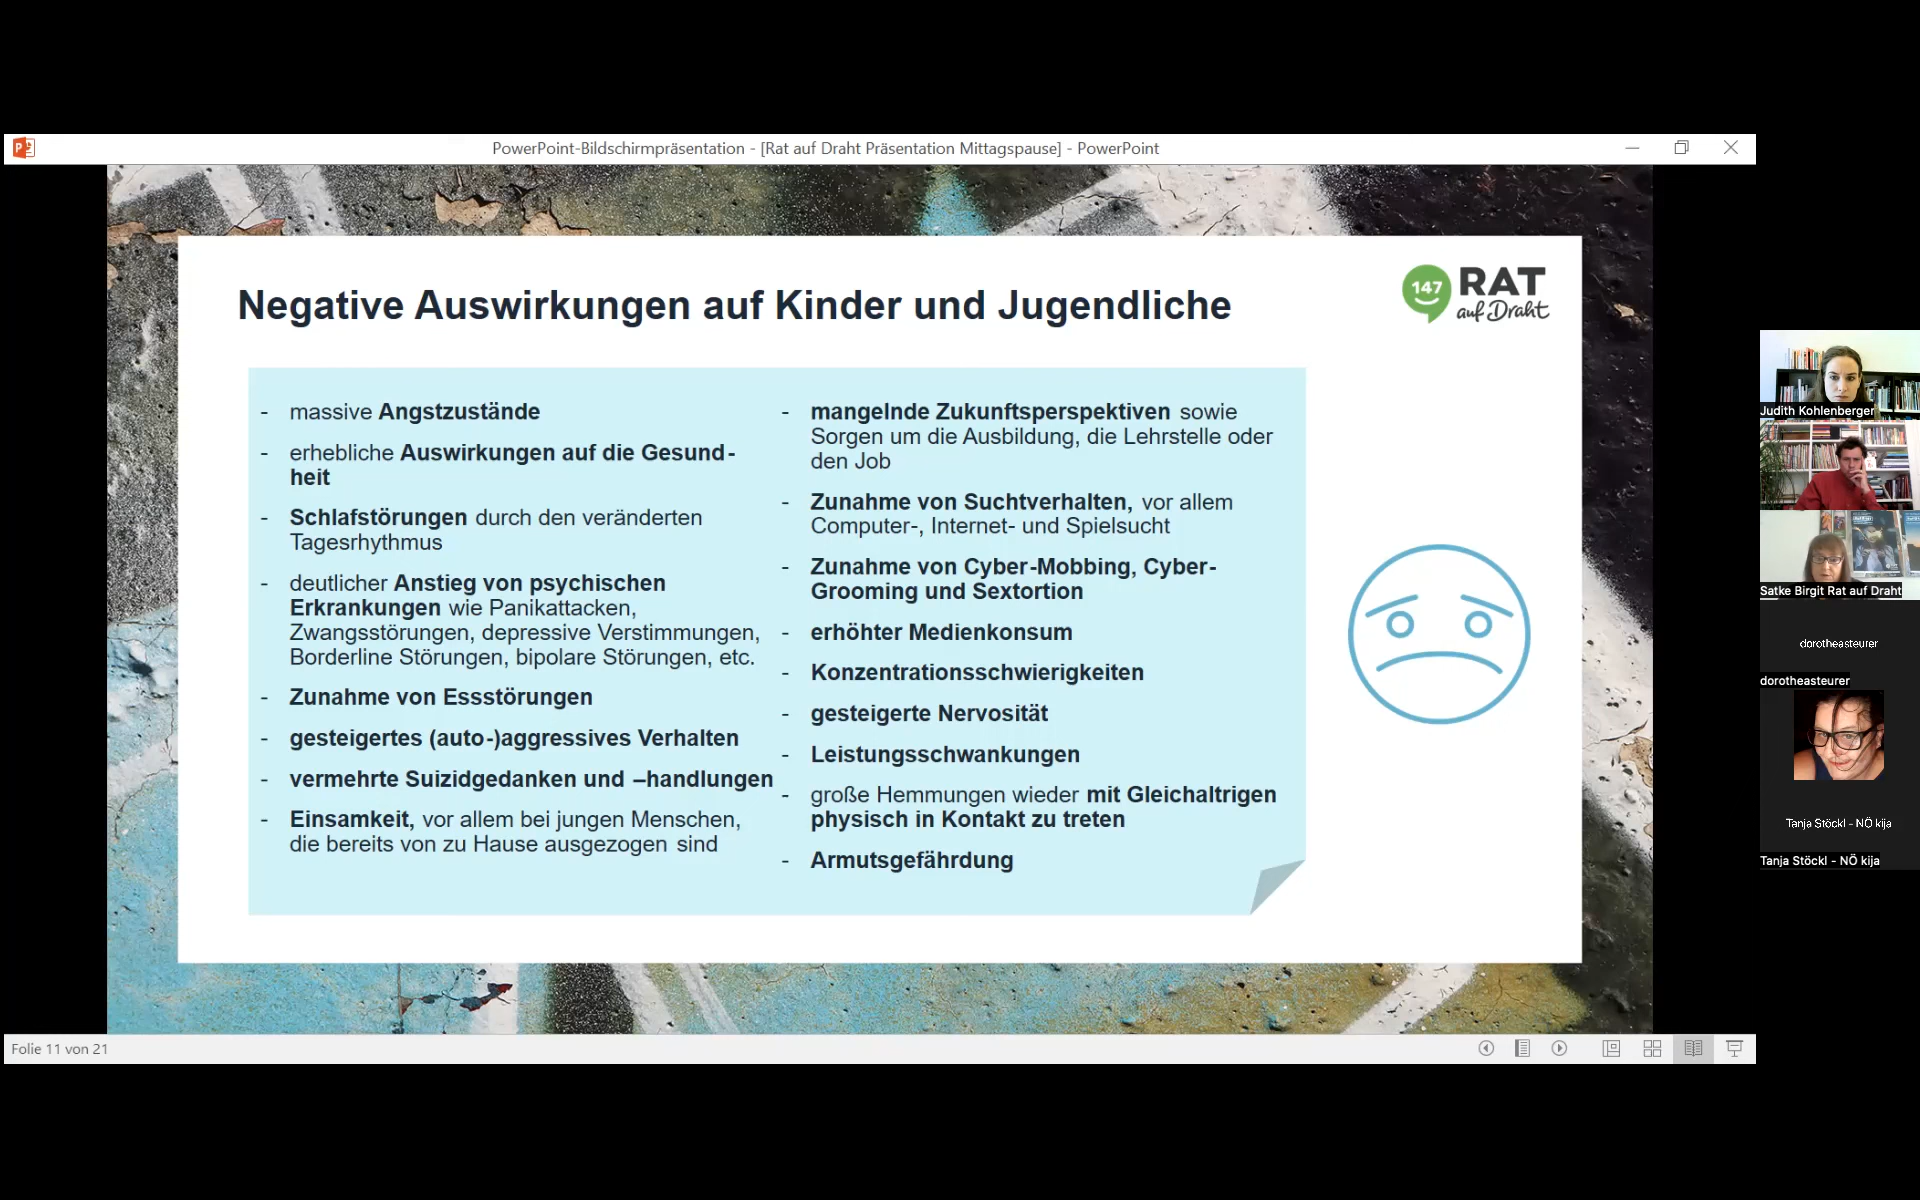 PowerPoint-Bildschirmpräsentation - [Rat auf Draht Präsentation Mittagspause] - PowerPoint
Negative Auswirkungen auf Kinder und Jugendliche
147
RAT
auf Draht
- massive Angstzustände
- erhebliche Auswirkungen auf die Gesund-
heit
- Schlafstörungen durch den veränderten
Tagesrhythmus
- deutlicher Anstieg von psychischen
Erkrankungen wie Panikattacken,
Zwangsstörungen, depressive Verstimmungen,
Borderline Störungen, bipolare Störungen, etc.
- Zunahme von Essstörungen
- gesteigertes (auto-)aggressives Verhalten
- vermehrte Suizidgedanken und –handlungen
- Einsamkeit, vor allem bei jungen Menschen,
die bereits von zu Hause ausgezogen sind
- mangelnde Zukunftsperspektiven sowie
Sorgen um die Ausbildung, die Lehrstelle oder
den Job
- Zunahme von Suchtverhalten, vor allem
Computer-, Internet- und Spielsucht
- Zunahme von Cyber-Mobbing, Cyber-
Grooming und Sextortion
- erhöhter Medienkonsum
- Konzentrationsschwierigkeiten
- gesteigerte Nervosität
- Leistungsschwankungen
- große Hemmungen wieder mit Gleichaltrigen
physisch in Kontakt zu treten
- Armutsgefährdung
Judith Kohlenberger
Satke Birgit Rat auf Draht
dorotheasteurer
dorotheasteurer
Tanja Stöckl - NÖ kija
Tanja Stöckl - NÖ kija
Folie 11 von 21